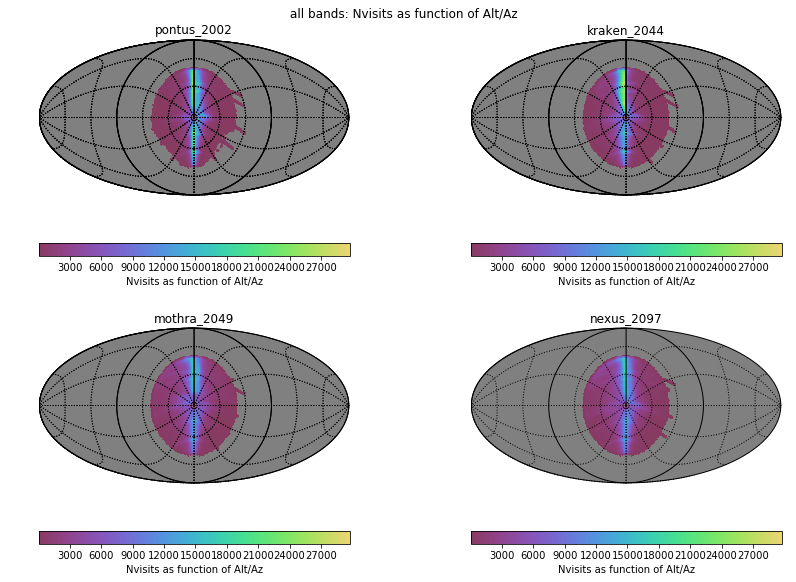 all bands: Nvisits as function of Alt/Az
pontus_2002
kraken_2044
3000 6000 9000 12000 15000 18000 21000 24000 27000
Nvisits as function of Alt/Az
3000 6000 9000 12000 15000 18000 21000 24000 27000
Nvisits as function of Alt/Az
mothra_2049
nexus_2097
3000 6000 9000 12000 15000 18000 21000 24000 27000
Nvisits as function of Alt/Az
3000 6000 9000 12000 15000 18000 21000 24000 27000
Nvisits as function of Alt/Az